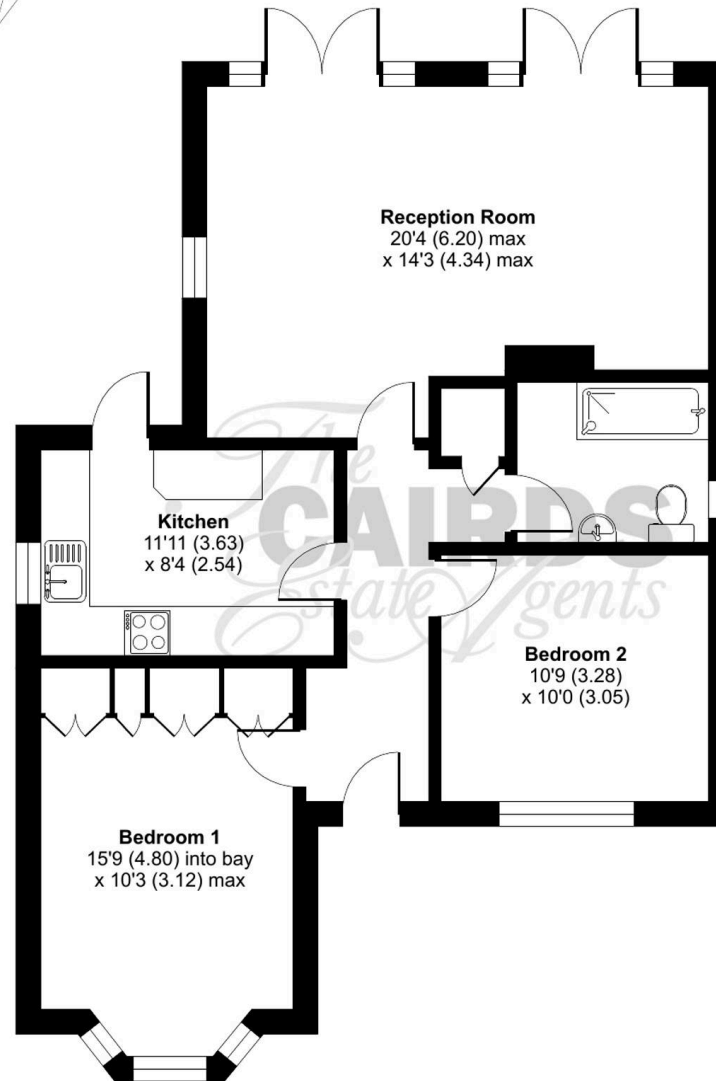 Reception Room
20'4 (6.20) max
x 14'3 (4.34) max
The
CAIRDS
Estate Agents
Kitchen
11'11 (3.63)
x 8'4 (2.54)
Bedroom 2
10'9 (3.28)
x 10'0 (3.05)
Bedroom 1
15'9 (4.80) into bay
x 10'3 (3.12) max